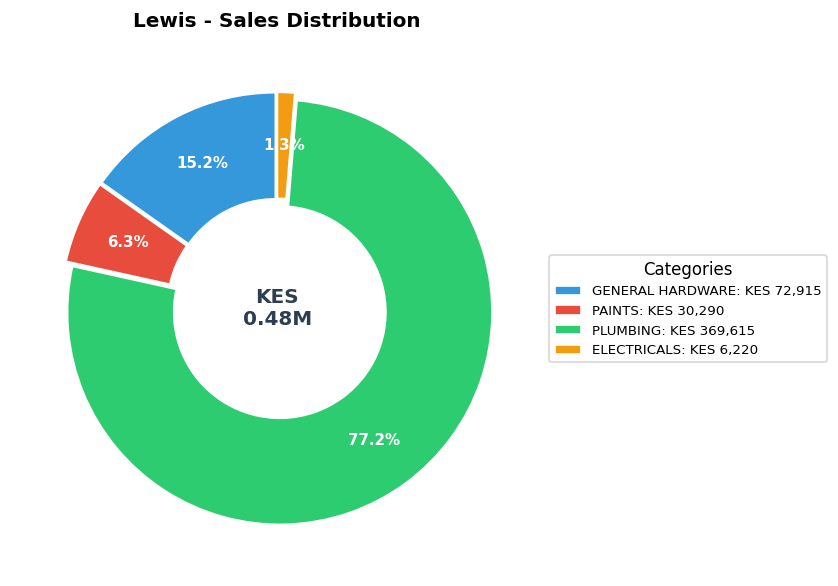 Lewis - Sales Distribution
1.3%
15.2%
6.3%
KES
0.48M
77.2%
Categories
GENERAL HARDWARE: KES 72,915
PAINTS: KES 30,290
PLUMBING: KES 369,615
ELECTRICALS: KES 6,220